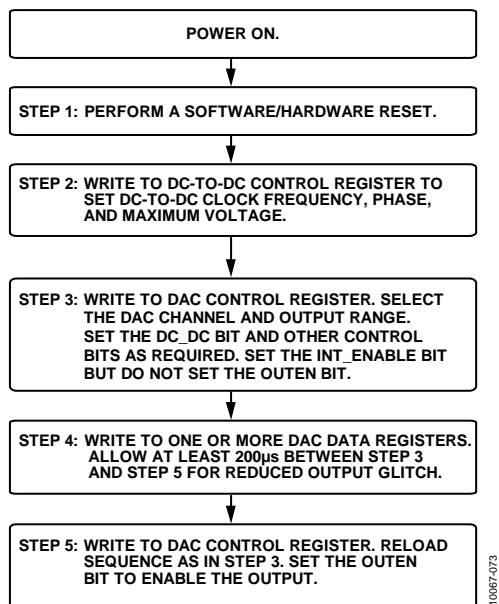 POWER ON.
STEP 1: PERFORM A SOFTWARE/HARDWARE RESET.
STEP 2: WRITE TO DC-TO-DC CONTROL REGISTER TO
SET DC-TO-DC CLOCK FREQUENCY, PHASE,
AND MAXIMUM VOLTAGE.
STEP 3: WRITE TO DAC CONTROL REGISTER. SELECT
THE DAC CHANNEL AND OUTPUT RANGE.
SET THE DC_DC BIT AND OTHER CONTROL
BITS AS REQUIRED. SET THE INT_ENABLE BIT
BUT DO NOT SET THE OUTEN BIT.
STEP 4: WRITE TO ONE OR MORE DAC DATA REGISTERS.
ALLOW AT LEAST 200µs BETWEEN STEP 3
AND STEP 5 FOR REDUCED OUTPUT GLITCH.
STEP 5: WRITE TO DAC CONTROL REGISTER. RELOAD
SEQUENCE AS IN STEP 3. SET THE OUTEN
BIT TO ENABLE THE OUTPUT.
10067-073